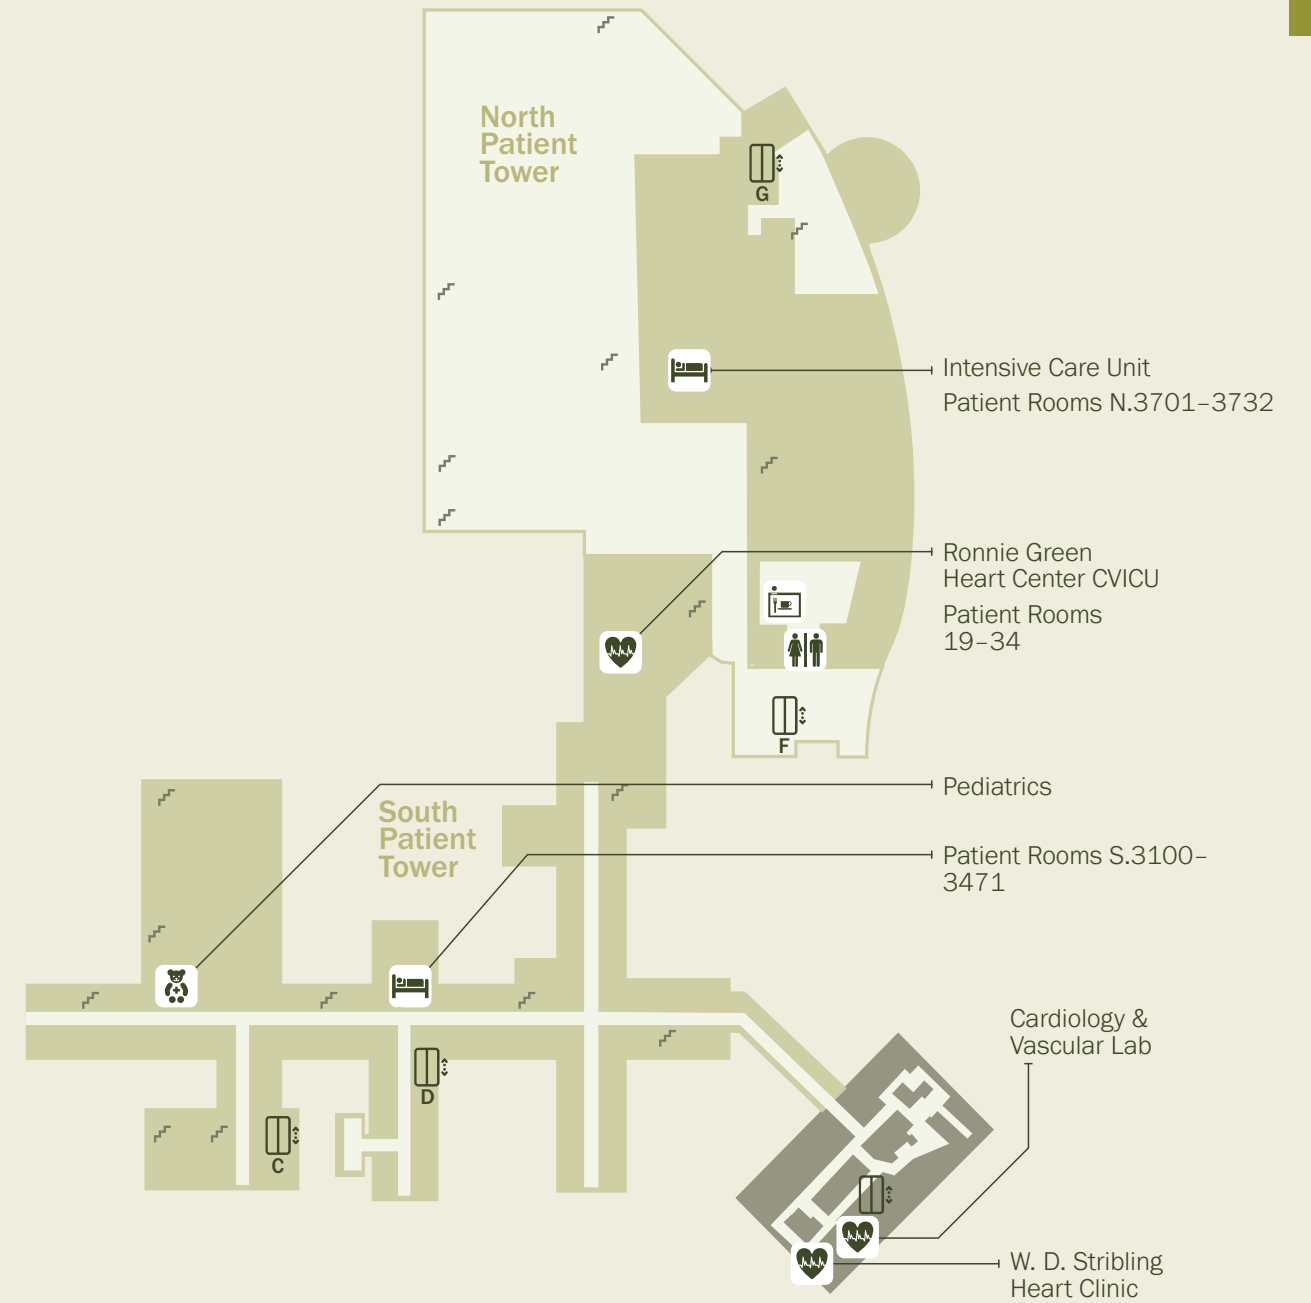 North
Patient
Tower
G
Intensive Care Unit
Patient Rooms N.3701–3732
Ronnie Green
Heart Center CVICU
Patient Rooms
19–34
F
Pediatrics
South
Patient
Tower
Patient Rooms S.3100–
3471
Cardiology &
Vascular Lab
D
C
W. D. Stribling
Heart Clinic